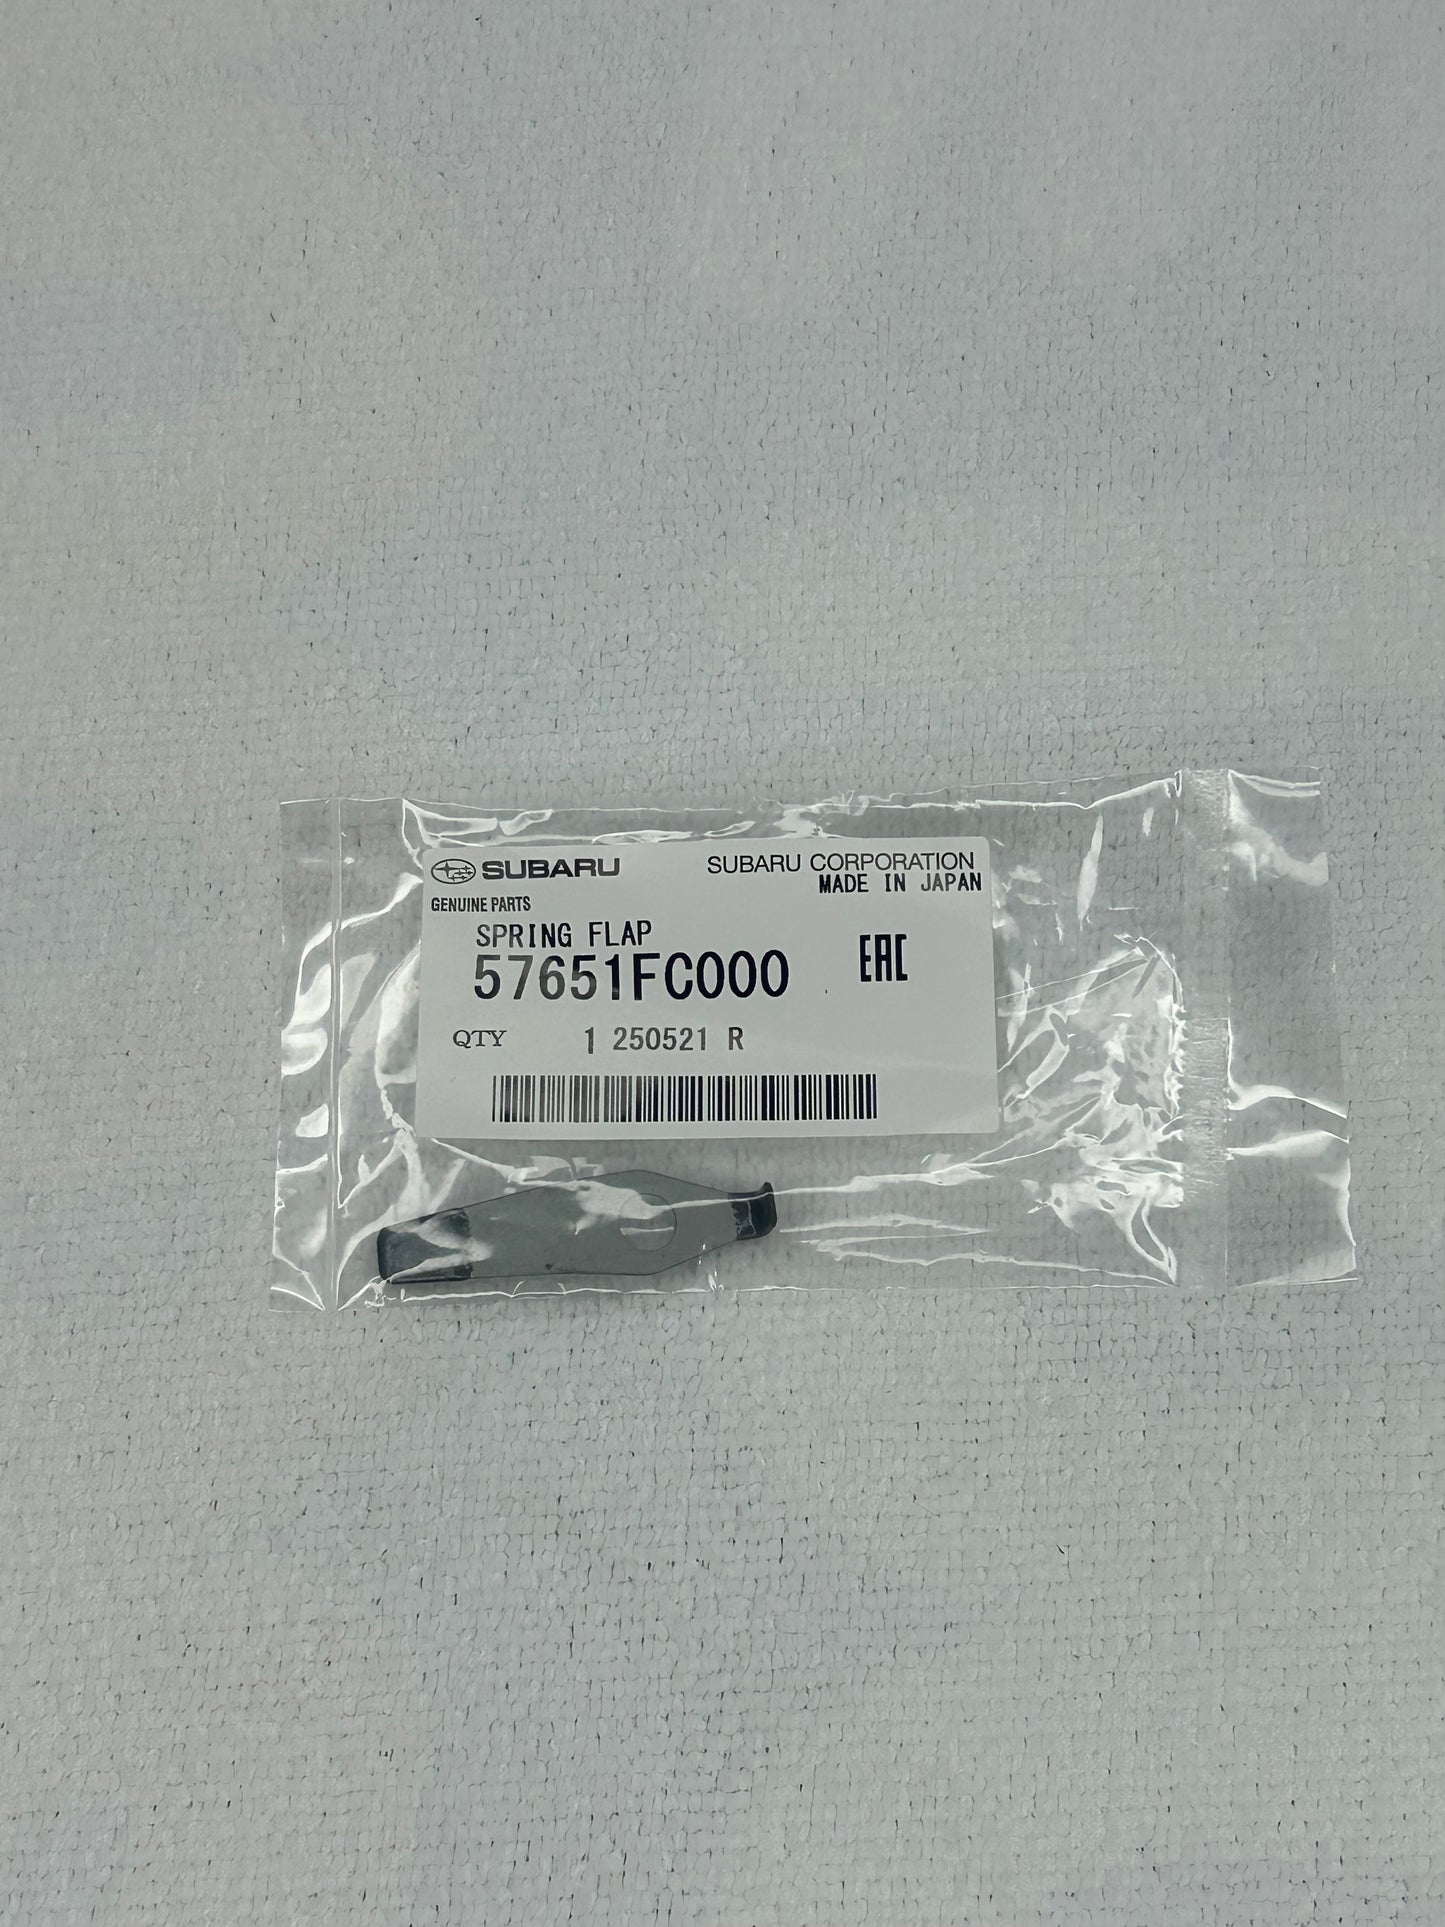 SUBARU
SUBARU CORPORATION
MADE IN JAPAN
GENUINE PARTS
SPRING FLAP
57651FC000
EAC
QTY 1 250521 R